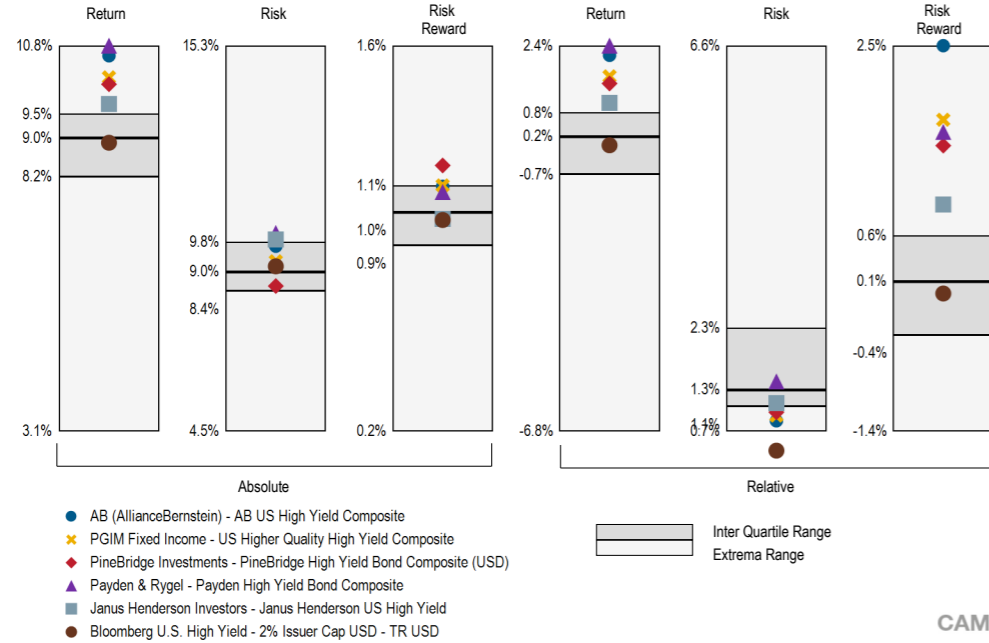 Return Risk Risk Reward Return Risk Risk Reward
10.8% 15.3% 1.6% 2.4% 6.6% 2.5%
9.5% 9.8% 1.1% 0.8% 2.3% 0.6%
9.0% 9.0% 1.0% 0.2% 1.3% 0.1%
8.2% 8.4% 0.9% -0.7% 1.1% -0.4%
3.1% 4.5% 0.2% -6.8% 0.7% -1.4%
Absolute Relative
AB (AllianceBernstein) - AB US High Yield Composite
PGIM Fixed Income - US Higher Quality High Yield Composite
PineBridge Investments - PineBridge High Yield Bond Composite (USD)
Payden & Rygel - Payden High Yield Bond Composite
Janus Henderson Investors - Janus Henderson US High Yield
Bloomberg U.S. High Yield - 2% Issuer Cap USD - TR USD
Inter Quartile Range
Extrema Range
CAM